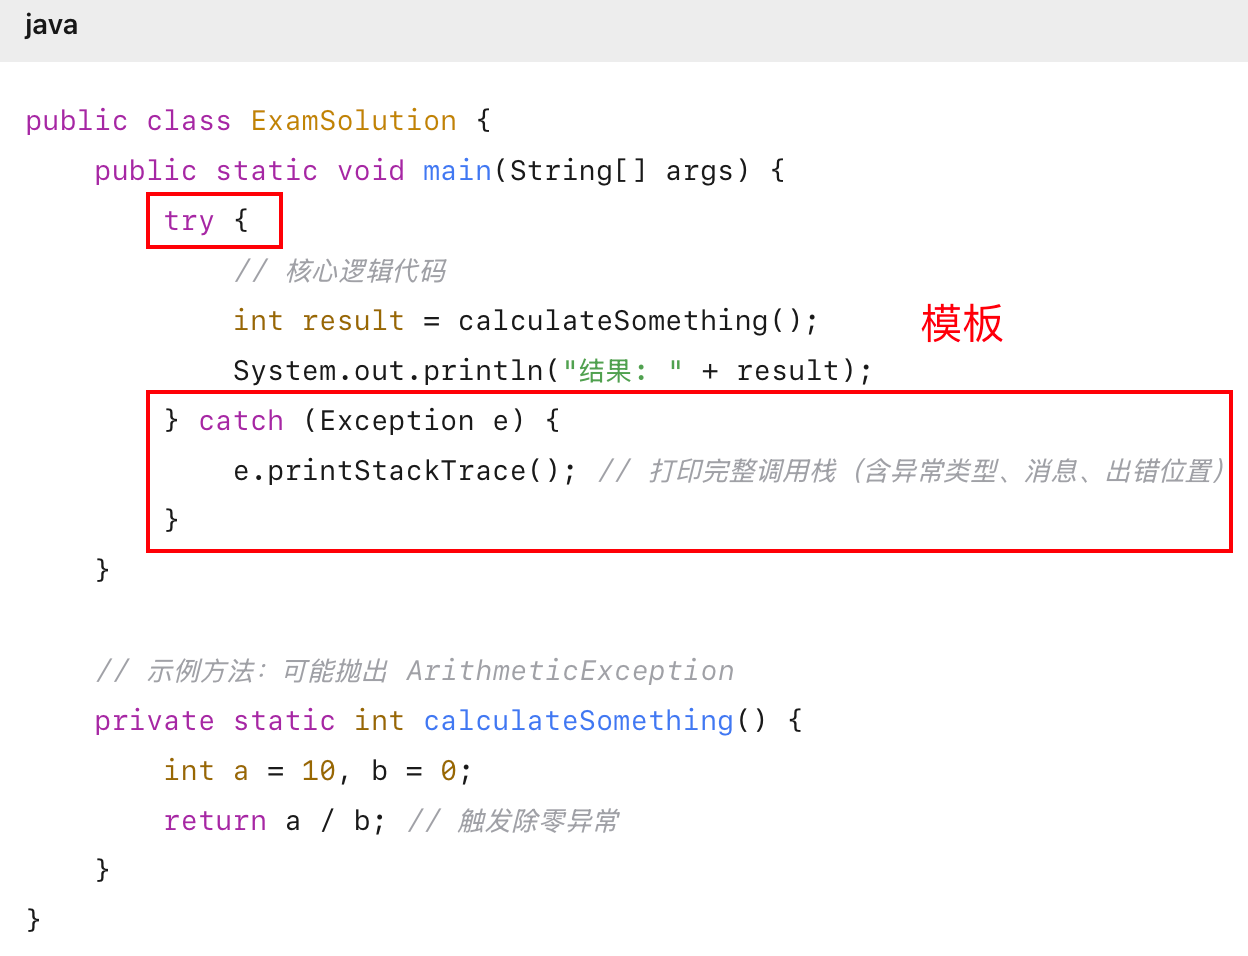 java
public class ExamSolution {
public static void main(String[] args) {
try {
// 核心逻辑代码
int result = calculateSomething();
模板
System.out.println("结果: " + result);
} catch (Exception e) {
e.printStackTrace(); // 打印完整调用栈（含异常类型、消息、出错位置）
}
}
// 示例方法：可能抛出 ArithmeticException
private static int calculateSomething() {
int a = 10, b = 0;
return a / b; // 触发除零异常
}
}